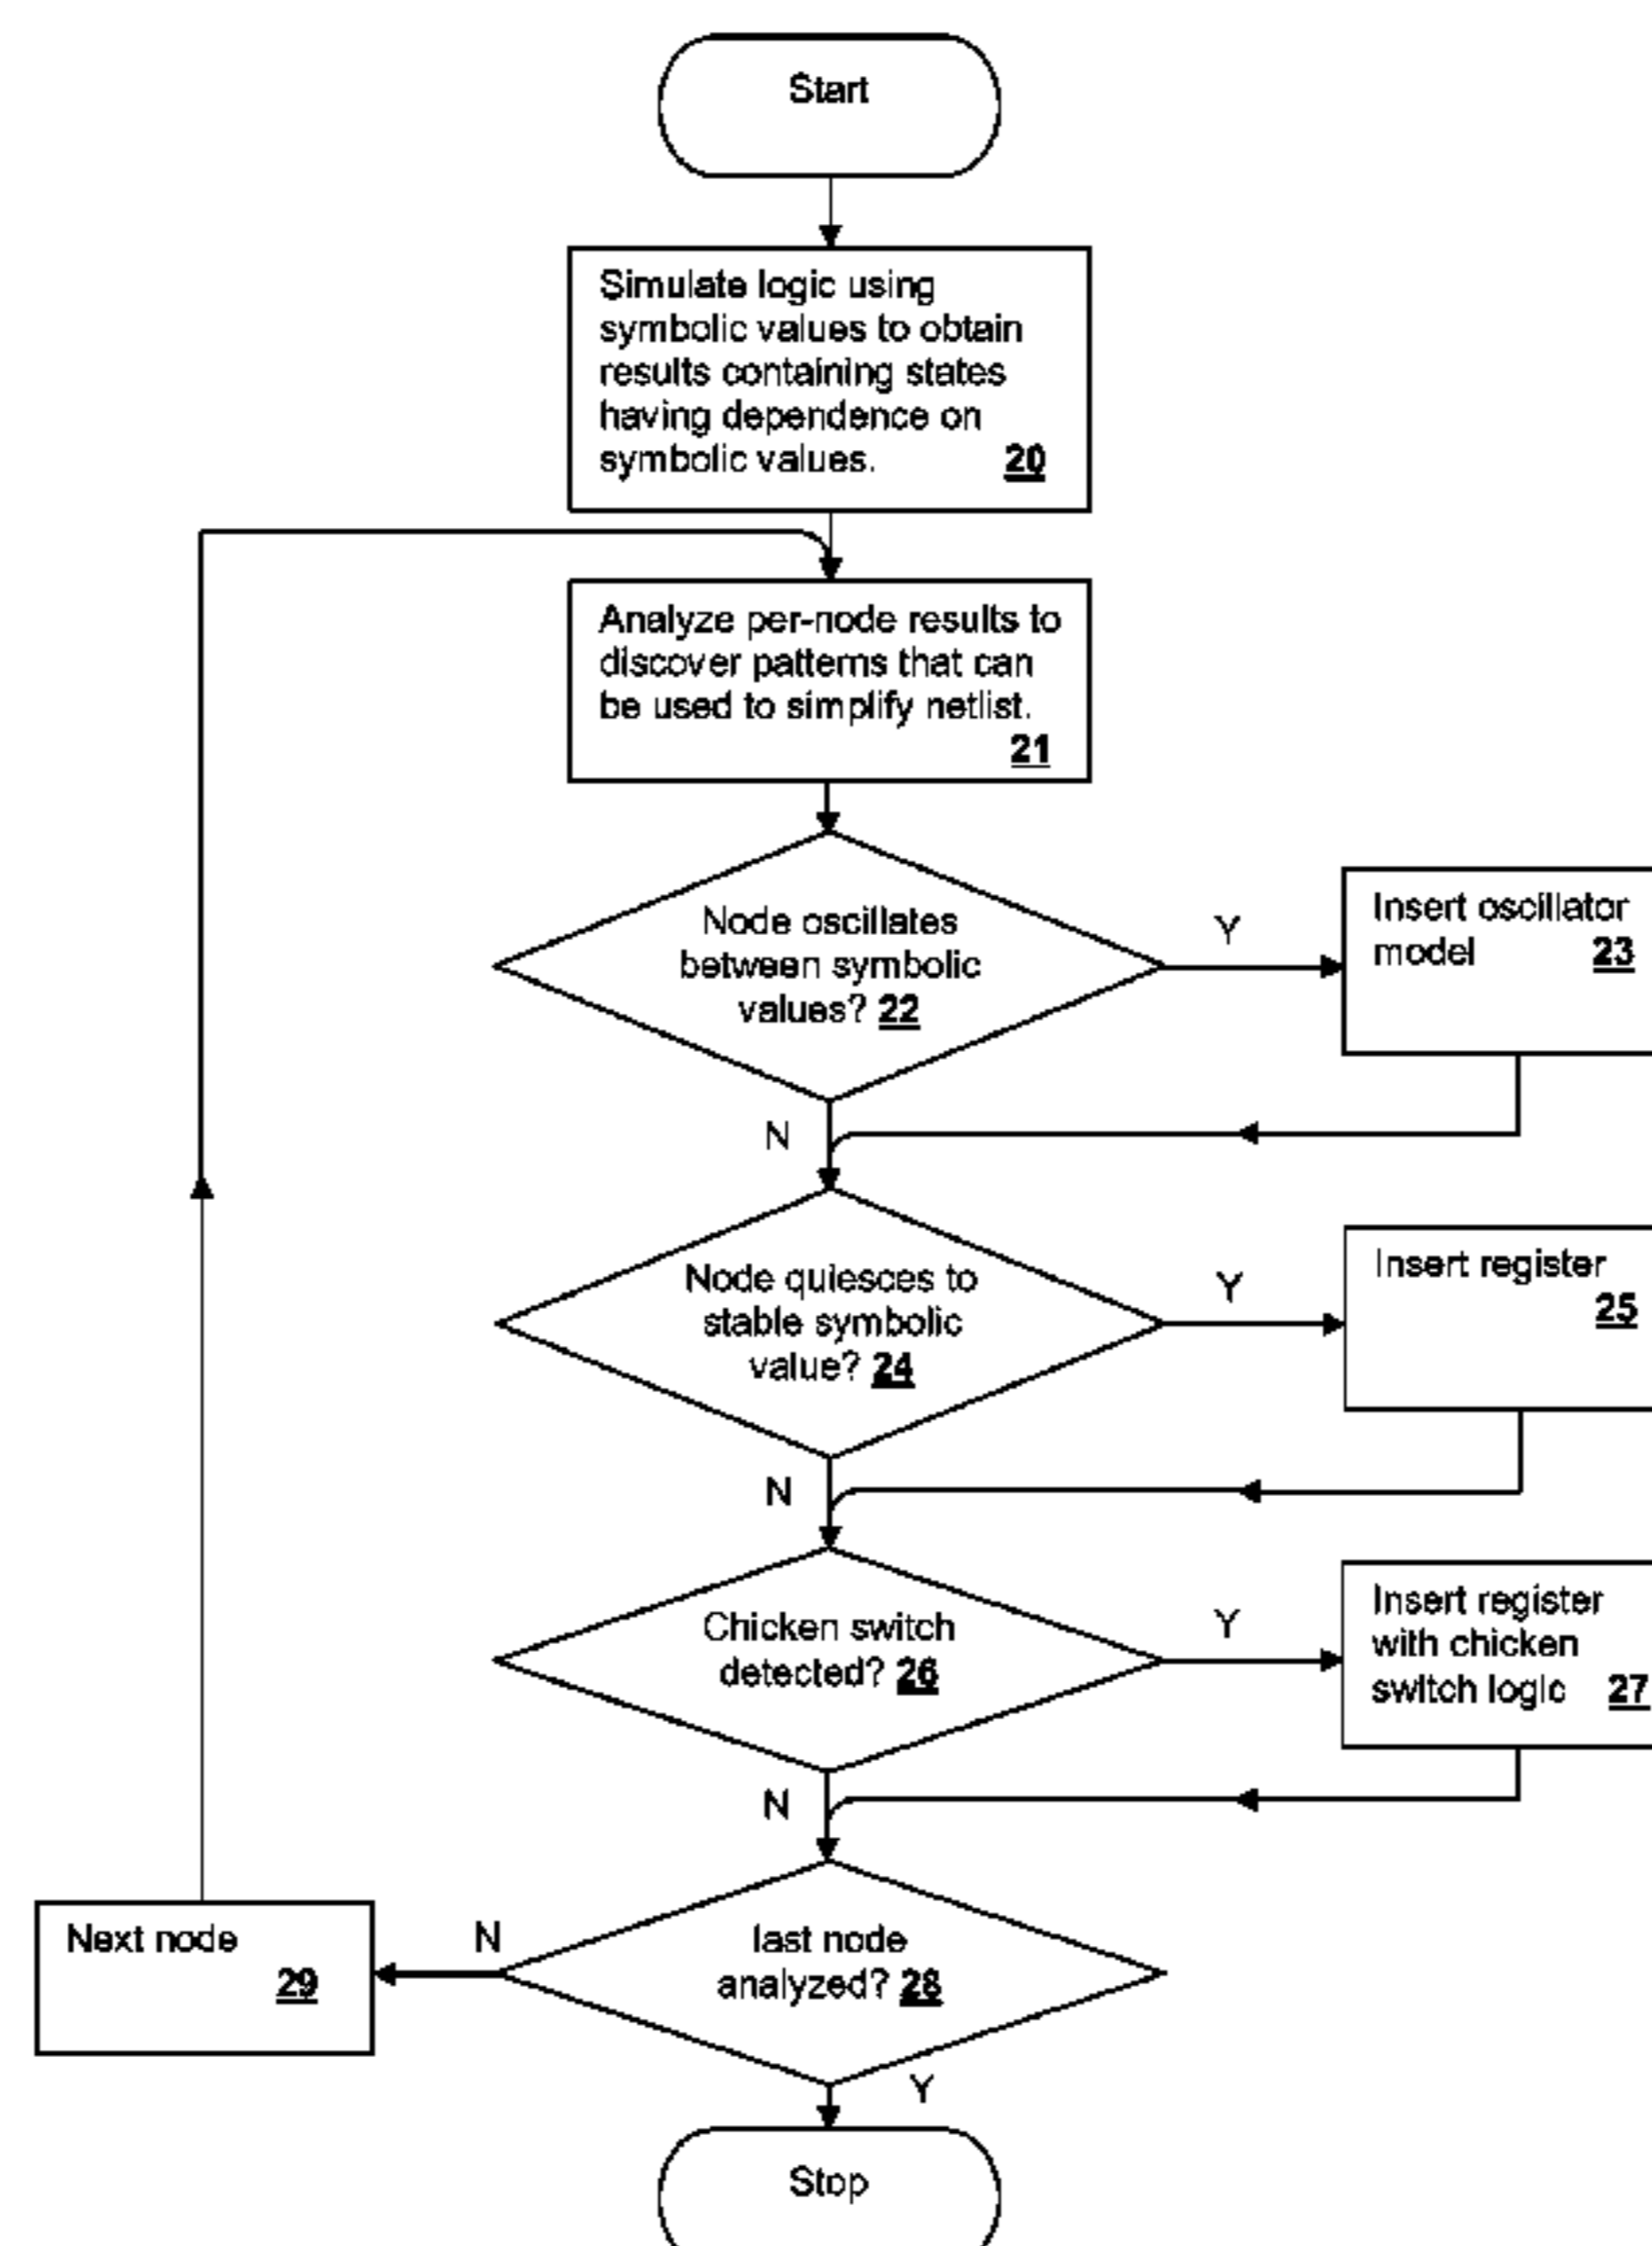 Start
Simulate logic using
symbolic values to obtain
results containing states
having dependence on
symbolic values. 20
Analyze per-node results to
discover patterns that can
be used to simplify netlist.
21
Node oscillates
between symbolic
values? 22
Y
Insert oscillator
model 23
N
Node quiesces to
stable symbolic
value? 24
Y
Insert register
25
N
Chicken switch
detected? 26
Y
Insert register
with chicken
switch logic 27
N
last node
analyzed? 28
N
Next node
29
Y
Stop